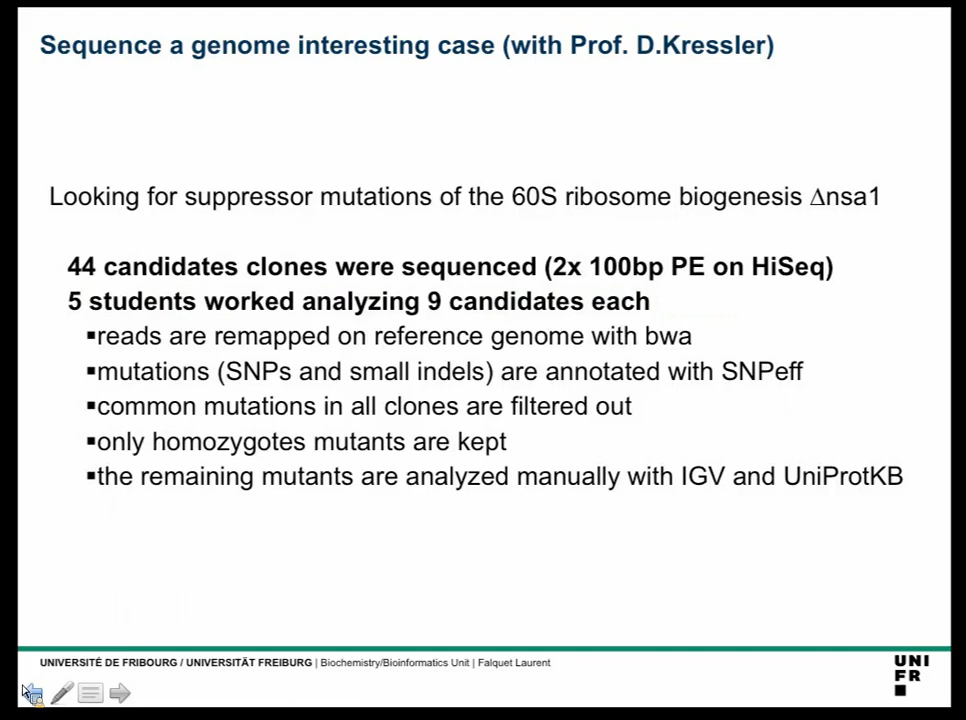 Sequence a genome interesting case (with Prof. D.Kressler)
Looking for suppressor mutations of the 60S ribosome biogenesis ∆nsa1
44 candidates clones were sequenced (2x 100bp PE on HiSeq)
5 students worked analyzing 9 candidates each
▪reads are remapped on reference genome with bwa
▪mutations (SNPs and small indels) are annotated with SNPeff
▪common mutations in all clones are filtered out
▪only homozygotes mutants are kept
▪the remaining mutants are analyzed manually with IGV and UniProtKB
UNIVERSITÉ DE FRIBOURG / UNIVERSITÄT FREIBURG | Biochemistry/Bioinformatics Unit | Falquet Laurent
UNI
FR